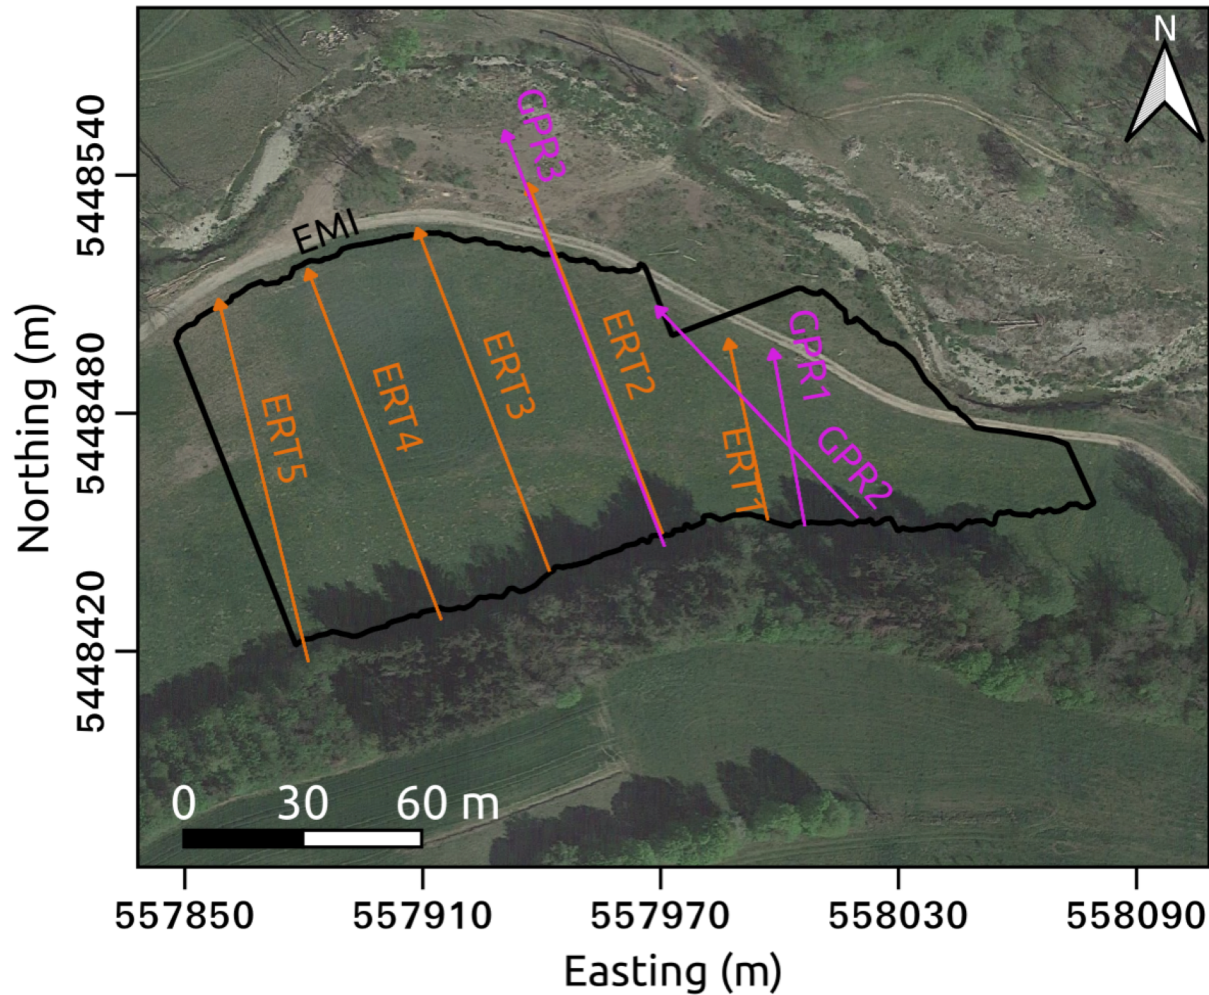 N
GPR3
EMI
ERT2
GPR1
ERT3
ERT4
ERT5
ERT1
GPR2
5448540
5448480
5448420
Northing (m)
0 30 60 m
557850 557910 557970 558030 558090
Easting (m)